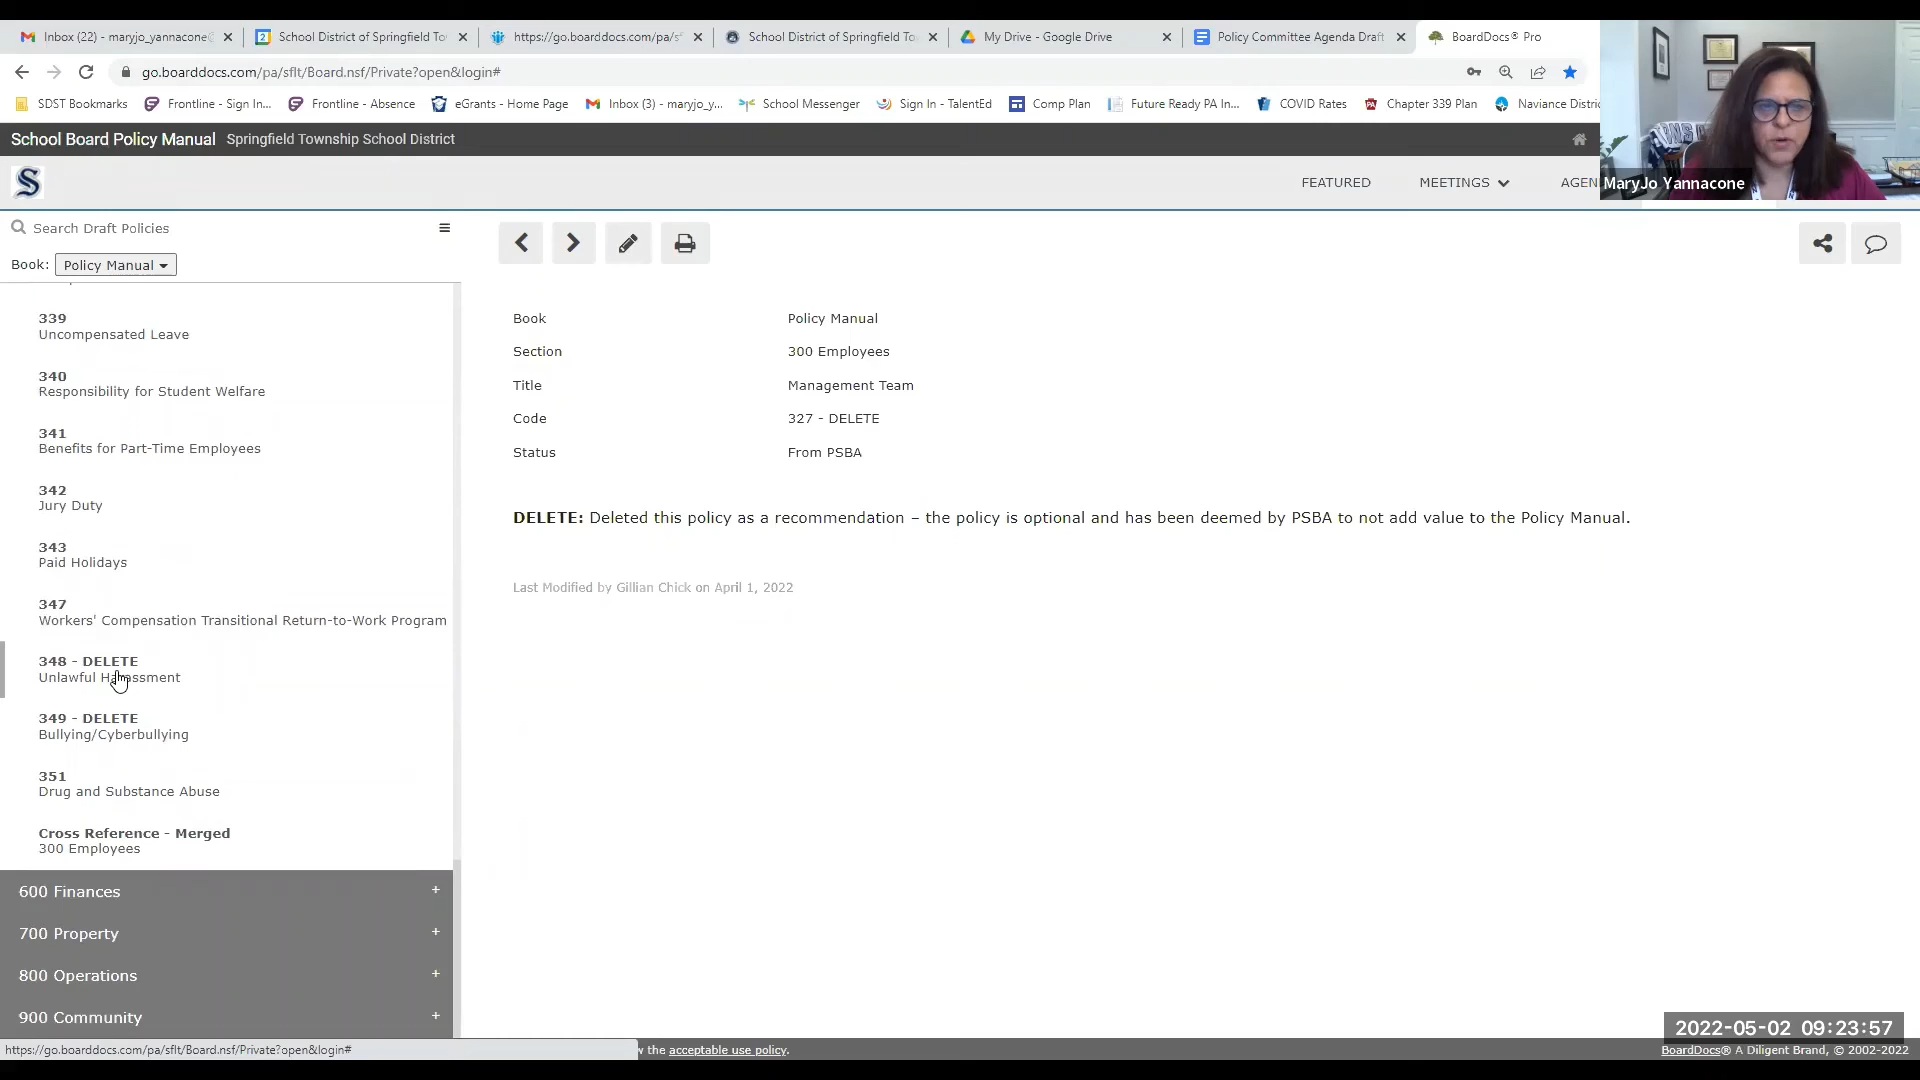 Inbox (22) - maryjo_yannacone@
School District of Springfield To
https://go.boarddocs.com/pa/sf
School District of Springfield To
My Drive - Google Drive
Policy Committee Agenda Draft
BoardDocs® Pro
go.boarddocs.com/pa/sflt/Board.nsf/Private?open&login#
SDST Bookmarks
Frontline - Sign In...
Frontline - Absence
eGrants - Home Page
Inbox (3) - maryjo_y...
School Messenger
Sign In - TalentEd
Comp Plan
Future Ready PA In...
COVID Rates
Chapter 339 Plan
Naviance Distric
School Board Policy Manual Springfield Township School District
S
FEATURED
MEETINGS
AGEN
MaryJo Yannacone
Search Draft Policies
Book: Policy Manual
339
Uncompensated Leave
340
Responsibility for Student Welfare
341
Benefits for Part-Time Employees
342
Jury Duty
343
Paid Holidays
347
Workers' Compensation Transitional Return-to-Work Program
348 - DELETE
Unlawful Harassment
349 - DELETE
Bullying/Cyberbullying
351
Drug and Substance Abuse
Cross Reference - Merged
300 Employees
600 Finances +
700 Property +
800 Operations +
900 Community +
Book Policy Manual
Section 300 Employees
Title Management Team
Code 327 - DELETE
Status From PSBA
DELETE: Deleted this policy as a recommendation – the policy is optional and has been deemed by PSBA to not add value to the Policy Manual.
Last Modified by Gillian Chick on April 1, 2022
2022-05-02 09:23:57
https://go.boarddocs.com/pa/sflt/Board.nsf/Private?open&login#
the acceptable use policy.
BoardDocs® A Diligent Brand, © 2002-2022